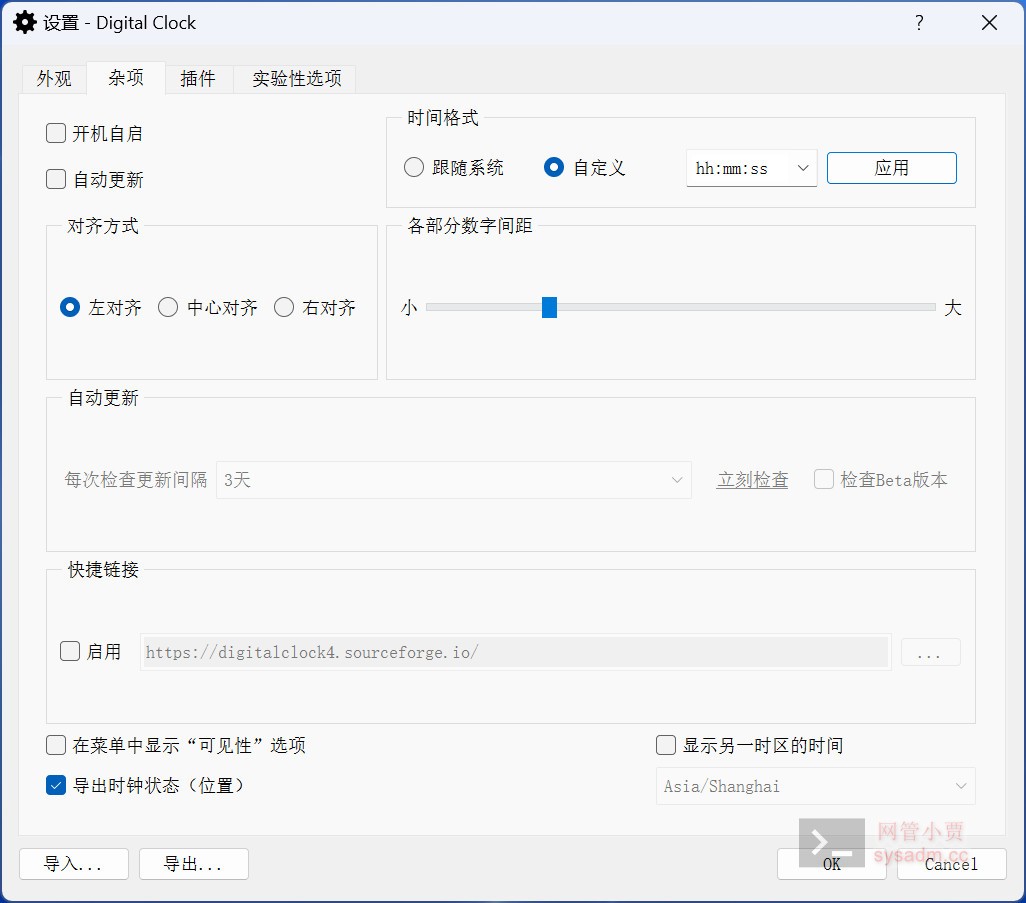 设置 - Digital Clock
?
外观 杂项 插件 实验性选项
开机自启
自动更新
时间格式
跟随系统 自定义 hh:mm:ss 应用
对齐方式
左对齐 中心对齐 右对齐
各部分数字间距
小 大
自动更新
每次检查更新间隔 3天 立刻检查 检查Beta版本
快捷链接
启用 https://digitalclock4.sourceforge.io/ ...
在菜单中显示“可见性”选项
导出时钟状态（位置）
显示另一时区的时间
Asia/Shanghai
网管小贾
sysadm.cc
导入... 导出... OK Cancel